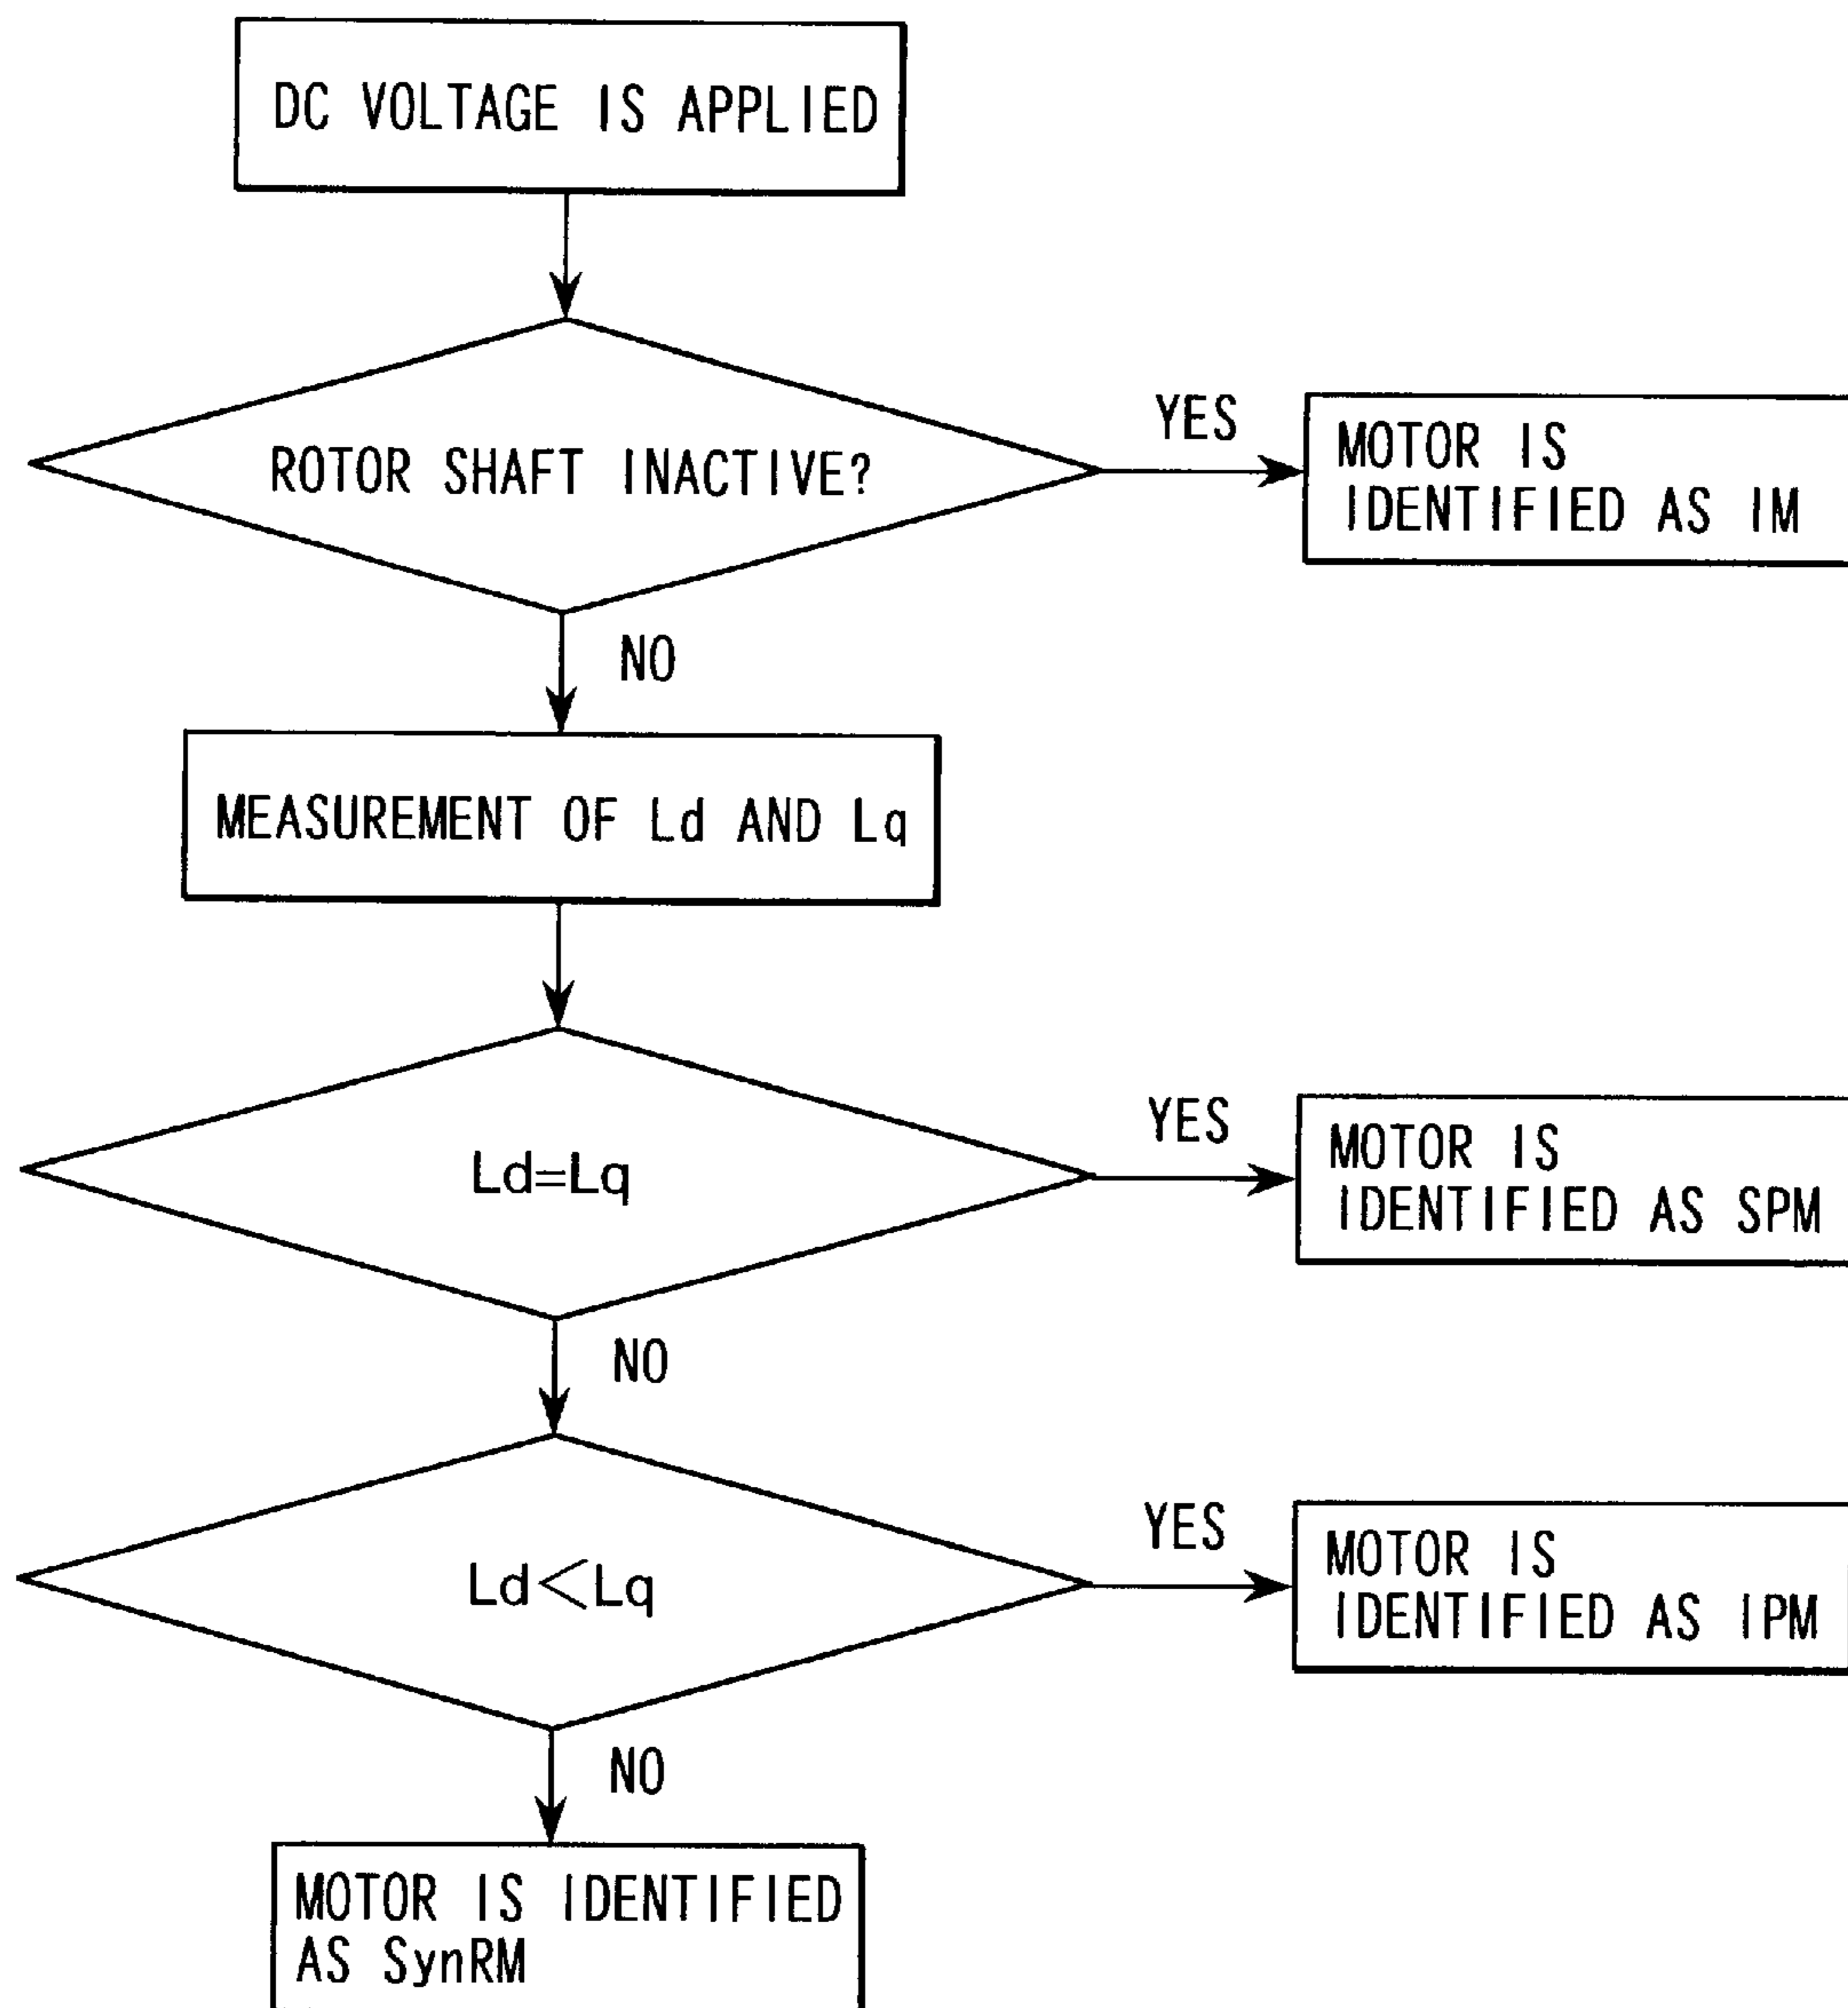 DC VOLTAGE IS APPLIED
ROTOR SHAFT INACTIVE?
YES
MOTOR IS
IDENTIFIED AS IM
NO
MEASUREMENT OF Ld AND Lq
Ld=Lq
YES
MOTOR IS
IDENTIFIED AS SPM
NO
Ld<Lq
YES
MOTOR IS
IDENTIFIED AS IPM
NO
MOTOR IS IDENTIFIED
AS SynRM